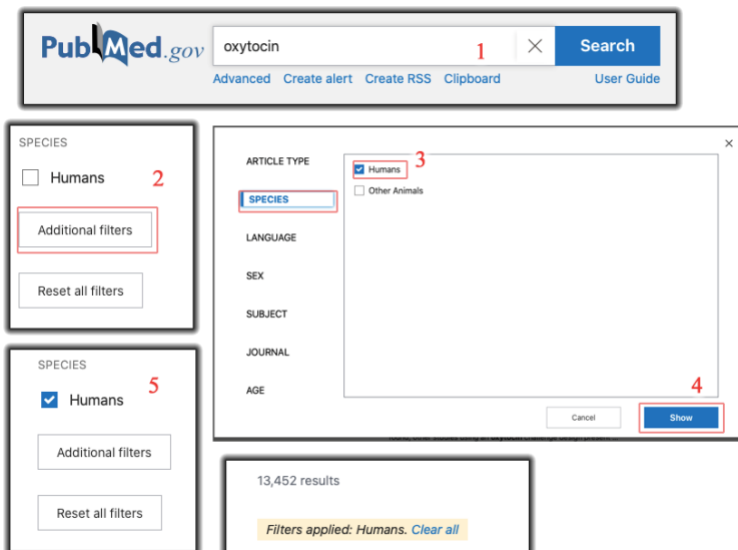 PubMed.gov
oxytocin
1
Search
Advanced Create alert Create RSS Clipboard
User Guide
SPECIES
Humans
2
Additional filters
Reset all filters
ARTICLE TYPE
SPECIES
LANGUAGE
SEX
SUBJECT
JOURNAL
AGE
Humans
3
Other Animals
4
Cancel
Show
SPECIES
Humans
5
Additional filters
Reset all filters
13,452 results
Filters applied: Humans. Clear all